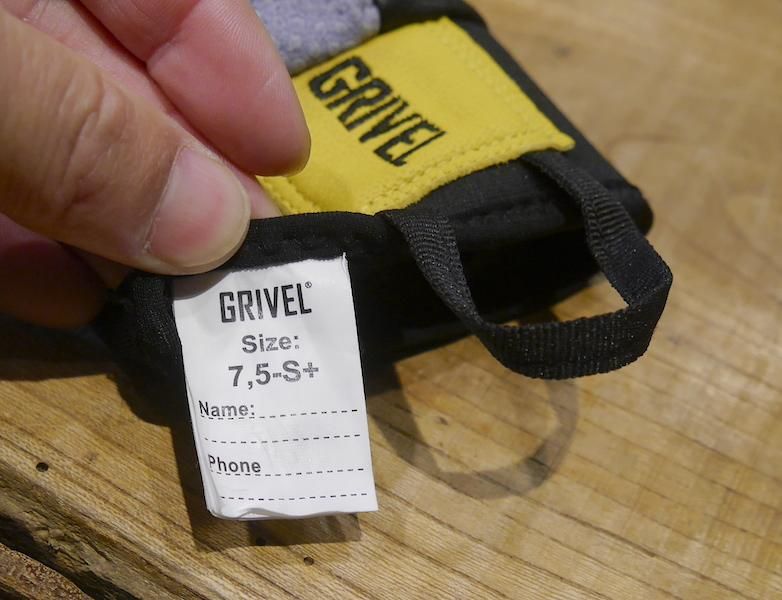 GRIVEL
GRIVEL®
Size:
7,5-S+
Name:
Phone